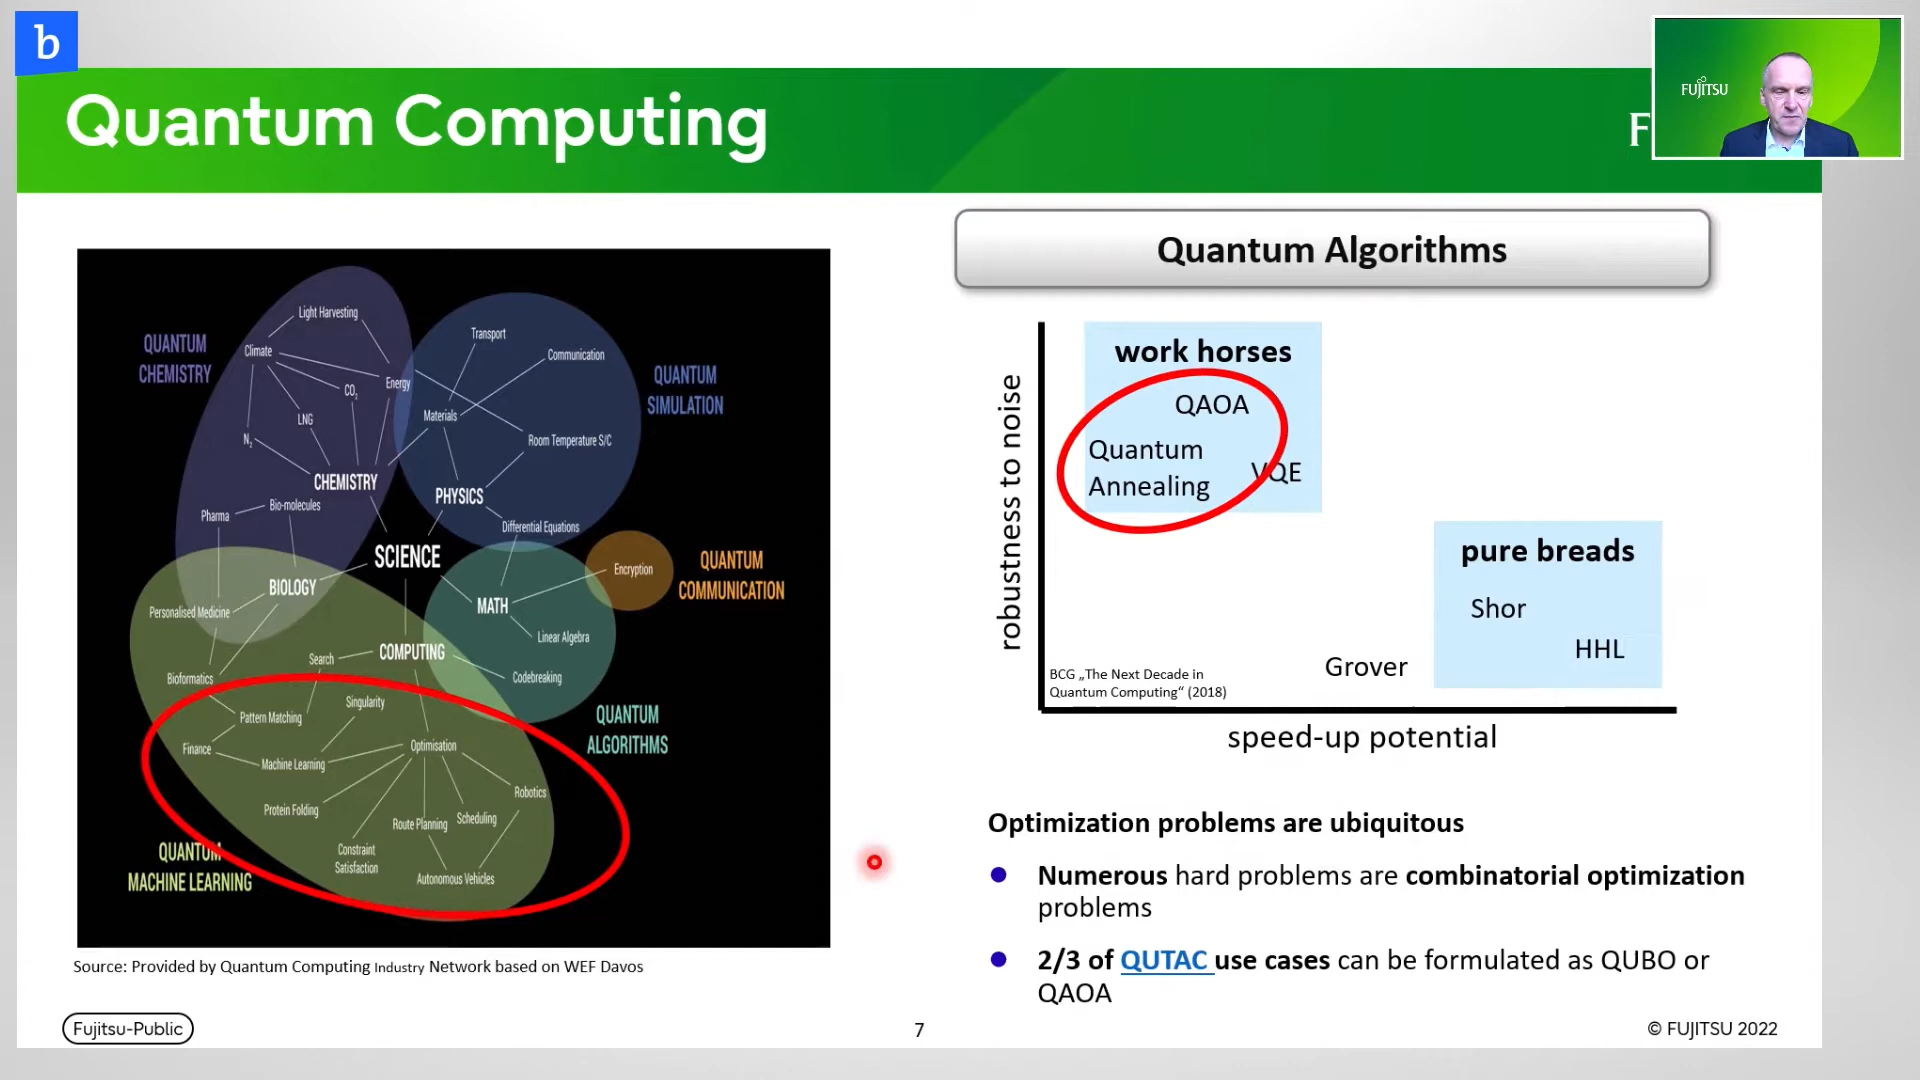 b
Quantum Computing
F
FUJITSU
Quantum Algorithms
QUANTUM
CHEMISTRY
Light Harvesting
Climate
CO2
Energy
LNG
N2
CHEMISTRY
Pharma
Bio-molecules
Transport
Communication
Materials
Room Temperature S/C
PHYSICS
Differential Equations
QUANTUM
SIMULATION
SCIENCE
Encryption
QUANTUM
COMMUNICATION
BIOLOGY
MATH
Personalised Medicine
Linear Algebra
COMPUTING
Search
Codebreaking
Bioformatics
QUANTUM
ALGORITHMS
Singularity
Pattern Matching
Finance
Optimisation
Machine Learning
Robotics
Protein Folding
Route Planning
Scheduling
Constraint
Satisfaction
Autonomous Vehicles
QUANTUM
MACHINE LEARNING
Source: Provided by Quantum Computing Industry Network based on WEF Davos
robustness to noise
work horses
QAOA
Quantum
Annealing
VQE
pure breads
Shor
HHL
Grover
BCG „The Next Decade in
Quantum Computing“ (2018)
speed-up potential
Optimization problems are ubiquitous
Numerous hard problems are combinatorial optimization
problems
2/3 of QUTAC use cases can be formulated as QUBO or
QAOA
Fujitsu-Public
7
© FUJITSU 2022